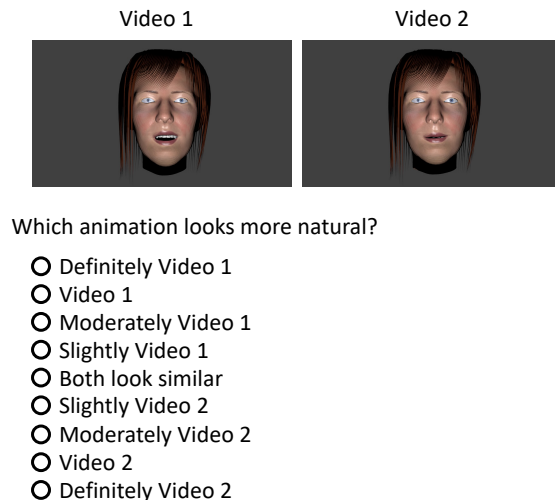 Video 1 Video 2
Which animation looks more natural?
Definitely Video 1
Video 1
Moderately Video 1
Slightly Video 1
Both look similar
Slightly Video 2
Moderately Video 2
Video 2
Definitely Video 2